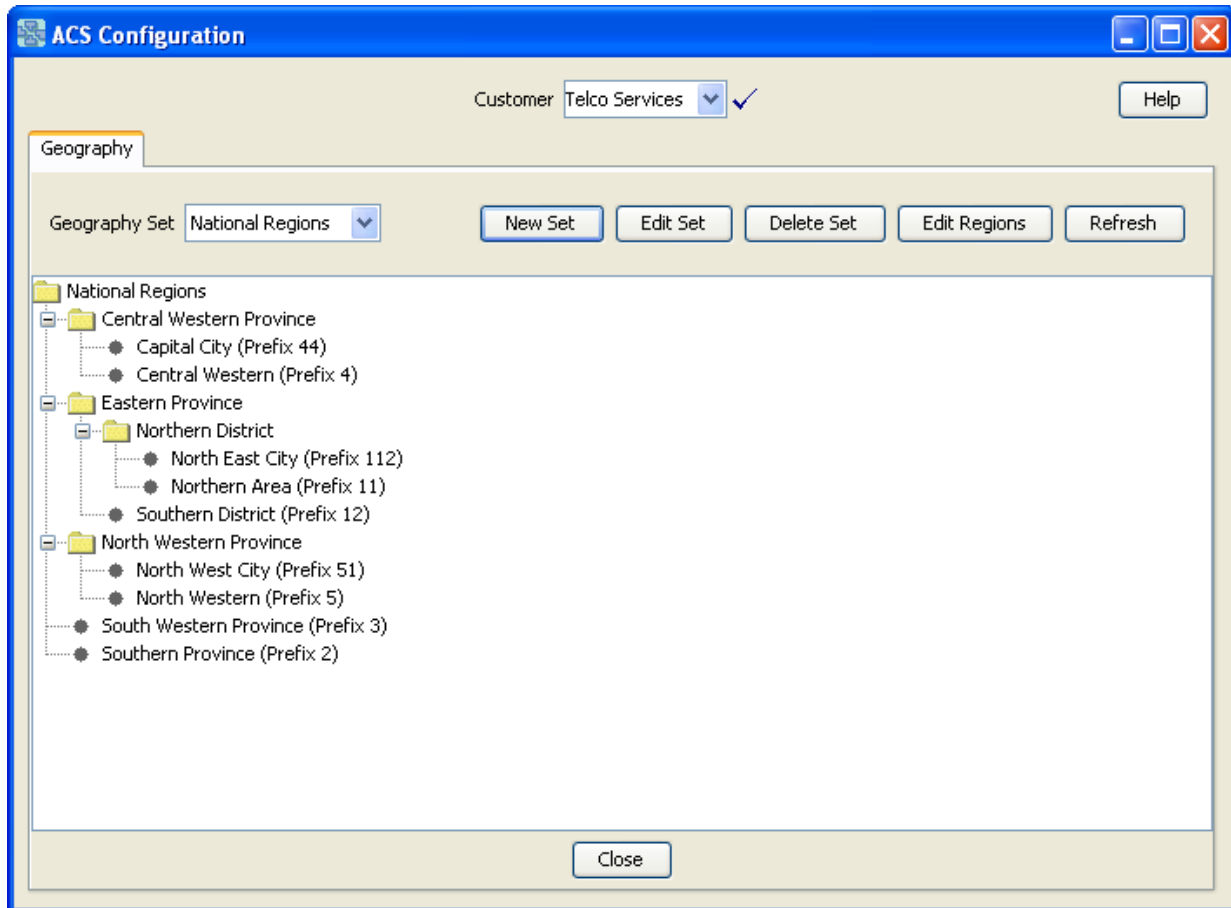 ACS Configuration
Customer Telco Services Help
Geography
Geography Set National Regions New Set Edit Set Delete Set Edit Regions Refresh
National Regions
Central Western Province
Capital City (Prefix 44)
Central Western (Prefix 4)
Eastern Province
Northern District
North East City (Prefix 112)
Northern Area (Prefix 11)
Southern District (Prefix 12)
North Western Province
North West City (Prefix 51)
North Western (Prefix 5)
South Western Province (Prefix 3)
Southern Province (Prefix 2)
Close